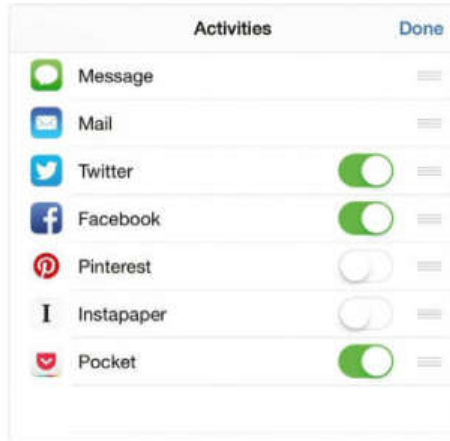 Activities Done
Message
Mail
Twitter
Facebook
Pinterest
I Instapaper
Pocket